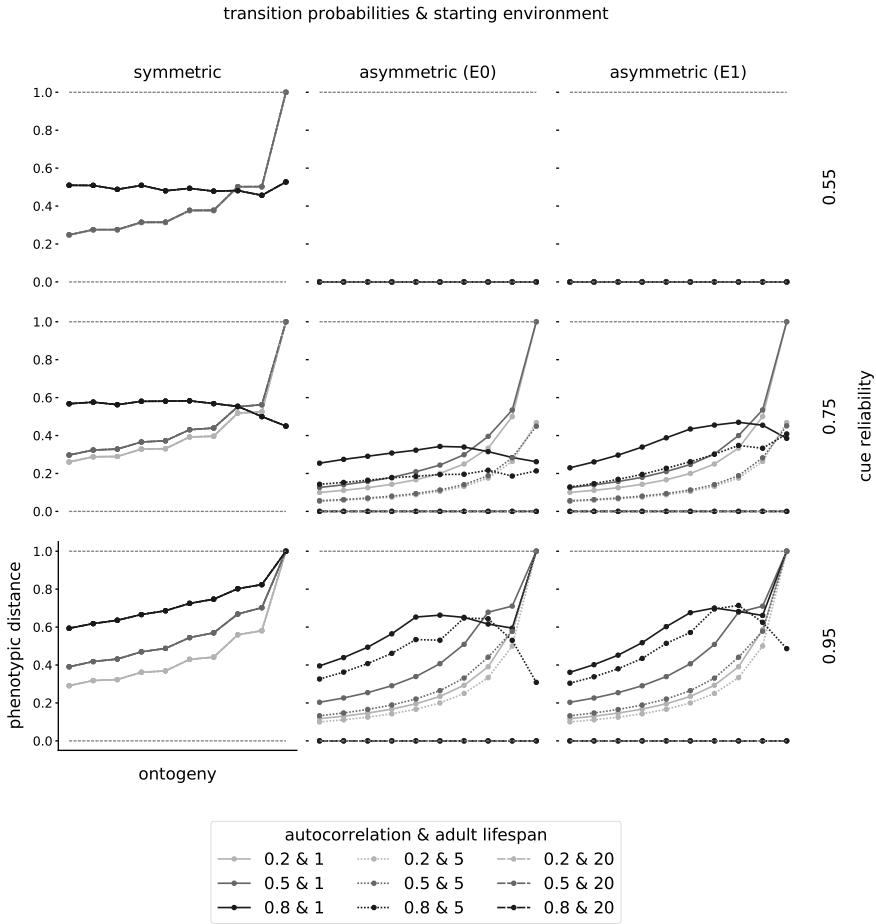 transition probabilities & starting environment
symmetric
asymmetric (E0)
asymmetric (E1)
1.0
0.8
0.6
0.4
0.2
0.0
0.55
1.0
0.8
0.6
0.4
0.2
0.0
0.75
cue reliability
1.0
0.8
0.6
0.4
0.2
0.0
phenotypic distance
0.95
ontogeny
autocorrelation & adult lifespan
0.2 & 1
0.2 & 5
0.2 & 20
0.5 & 1
0.5 & 5
0.5 & 20
0.8 & 1
0.8 & 5
0.8 & 20